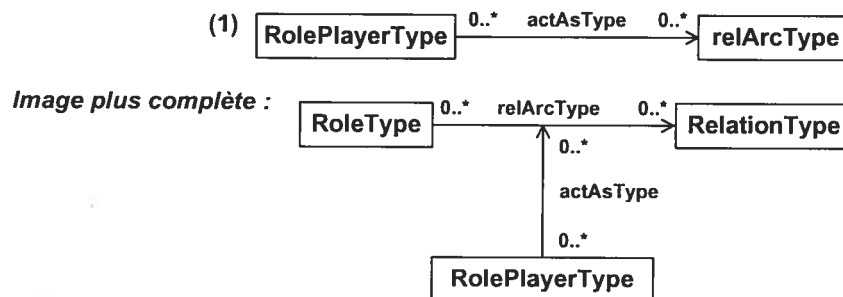 (1) RolePlayerType 0..* actAsType 0..* relArcType
Image plus complète :
RoleType 0..* relArcType 0..* RelationType
0..*
actAsType
0..*
RolePlayerType